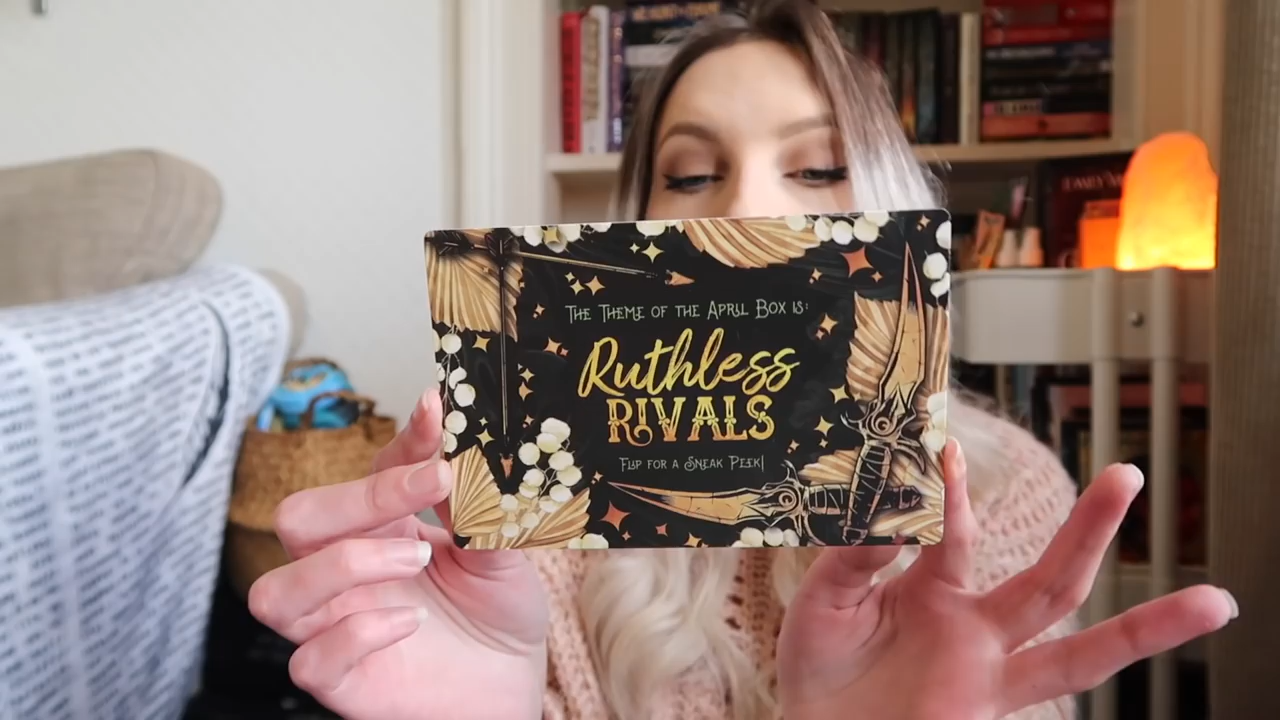 The Theme of the April Box is:
Ruthless
RIVALS
Flip for a Sneak Peek!